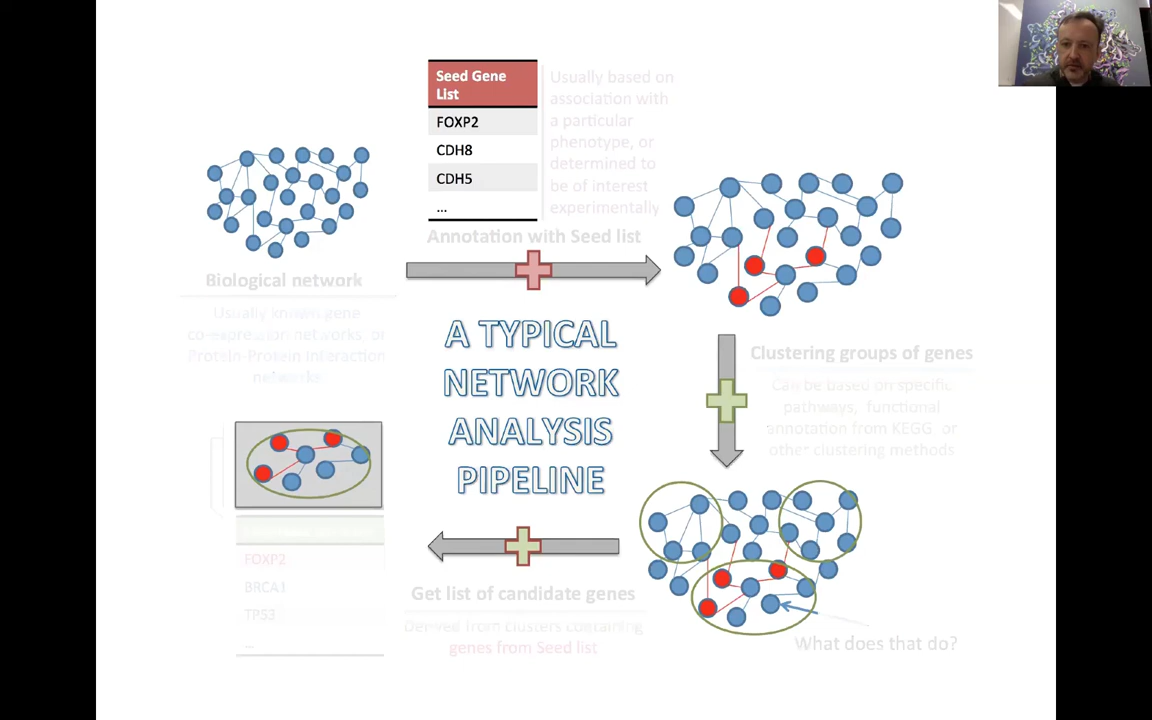 Seed Gene
List
FOXP2
CDH8
CDH5
...
Usually based on
association with
a particular
phenotype, or
determined to
be of interest
experimentally
Annotation with Seed list
Biological network
Usually known gene
co-expression networks, or
Protein-Protein Interaction
networks
A TYPICAL
NETWORK
ANALYSIS
PIPELINE
Clustering groups of genes
Can be based on specific
pathways, functional
annotation from KEGG or
other clustering methods
What does that do?
Get list of candidate genes
Derived from clusters containing
genes from Seed list
FOXP2
BRCA1
TP53
...